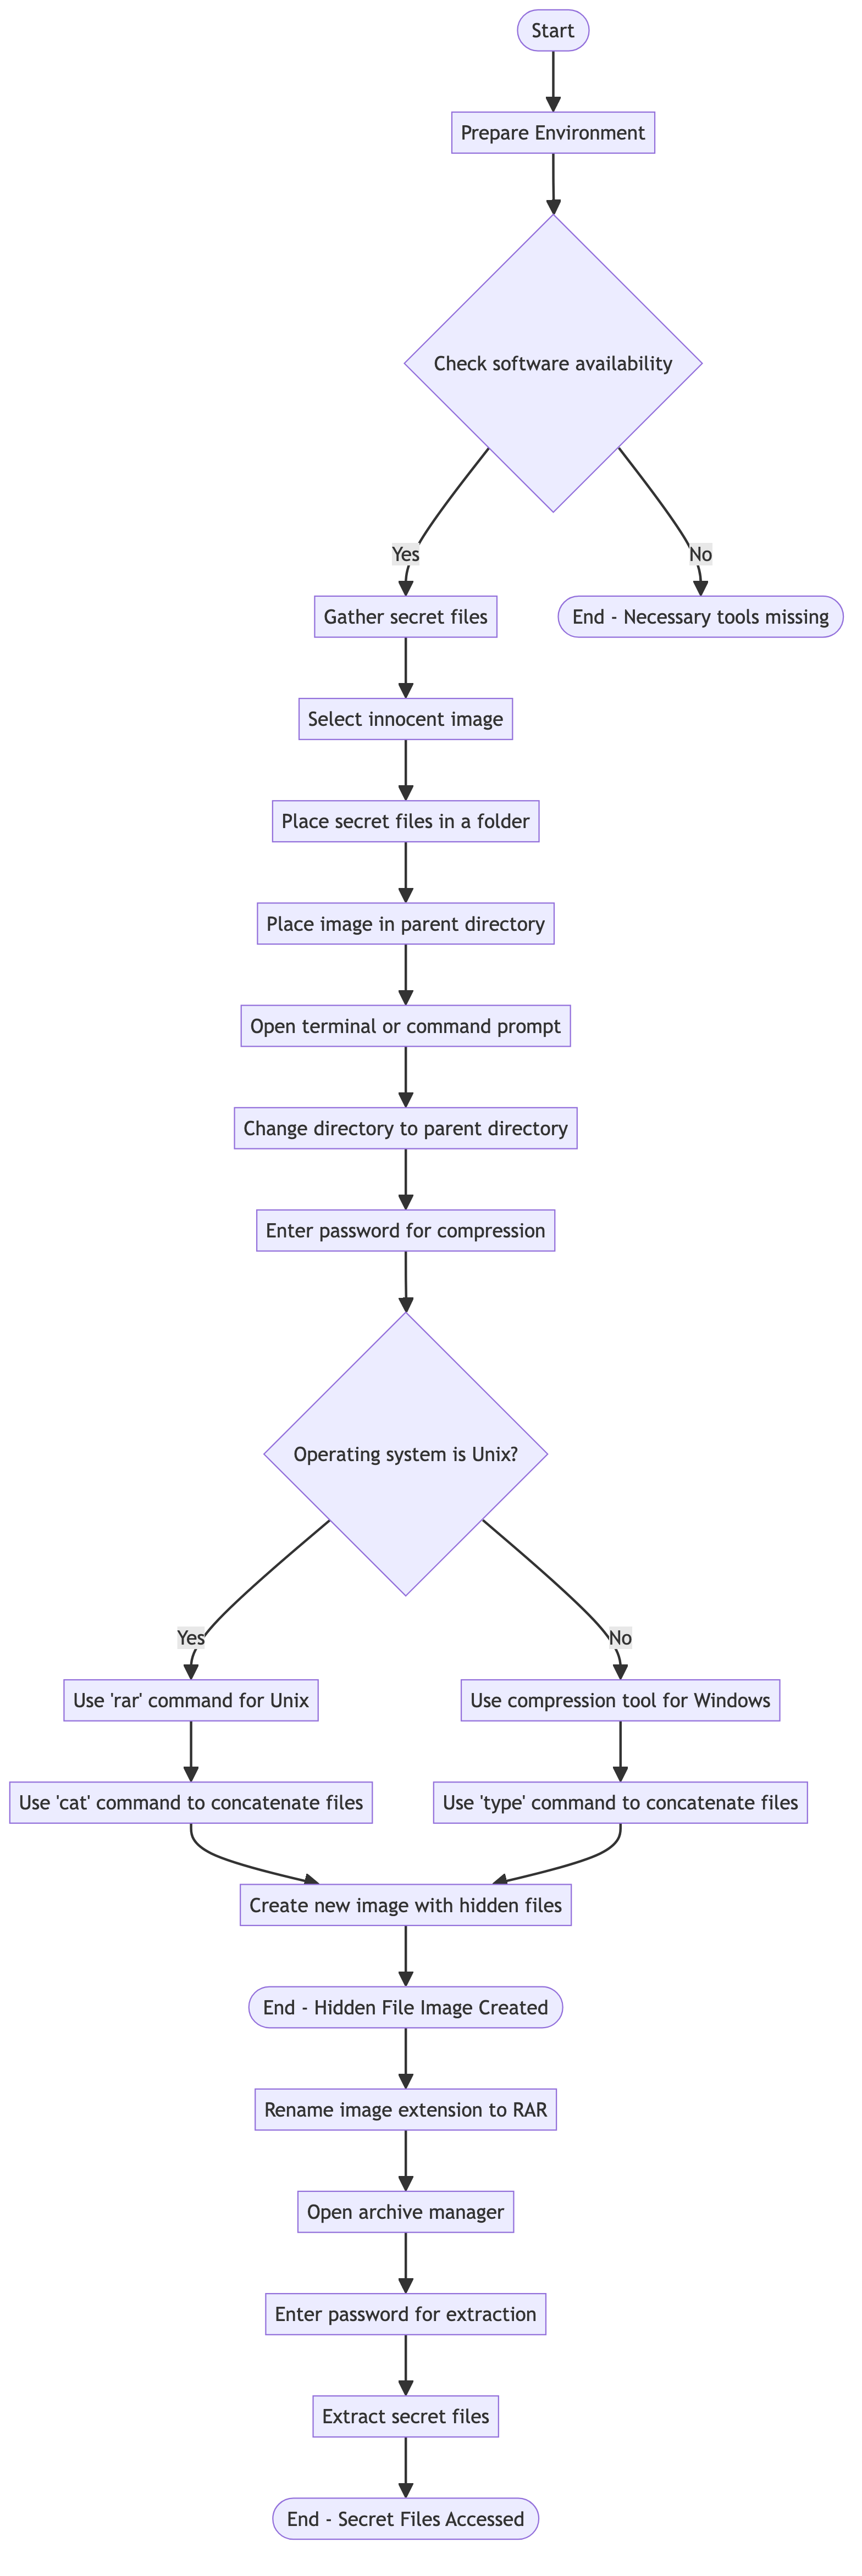 Start
Prepare Environment
Check software availability
Yes
No
Gather secret files
End - Necessary tools missing
Select innocent image
Place secret files in a folder
Place image in parent directory
Open terminal or command prompt
Change directory to parent directory
Enter password for compression
Operating system is Unix?
Yes
No
Use 'rar' command for Unix
Use compression tool for Windows
Use 'cat' command to concatenate files
Use 'type' command to concatenate files
Create new image with hidden files
End - Hidden File Image Created
Rename image extension to RAR
Open archive manager
Enter password for extraction
Extract secret files
End - Secret Files Accessed